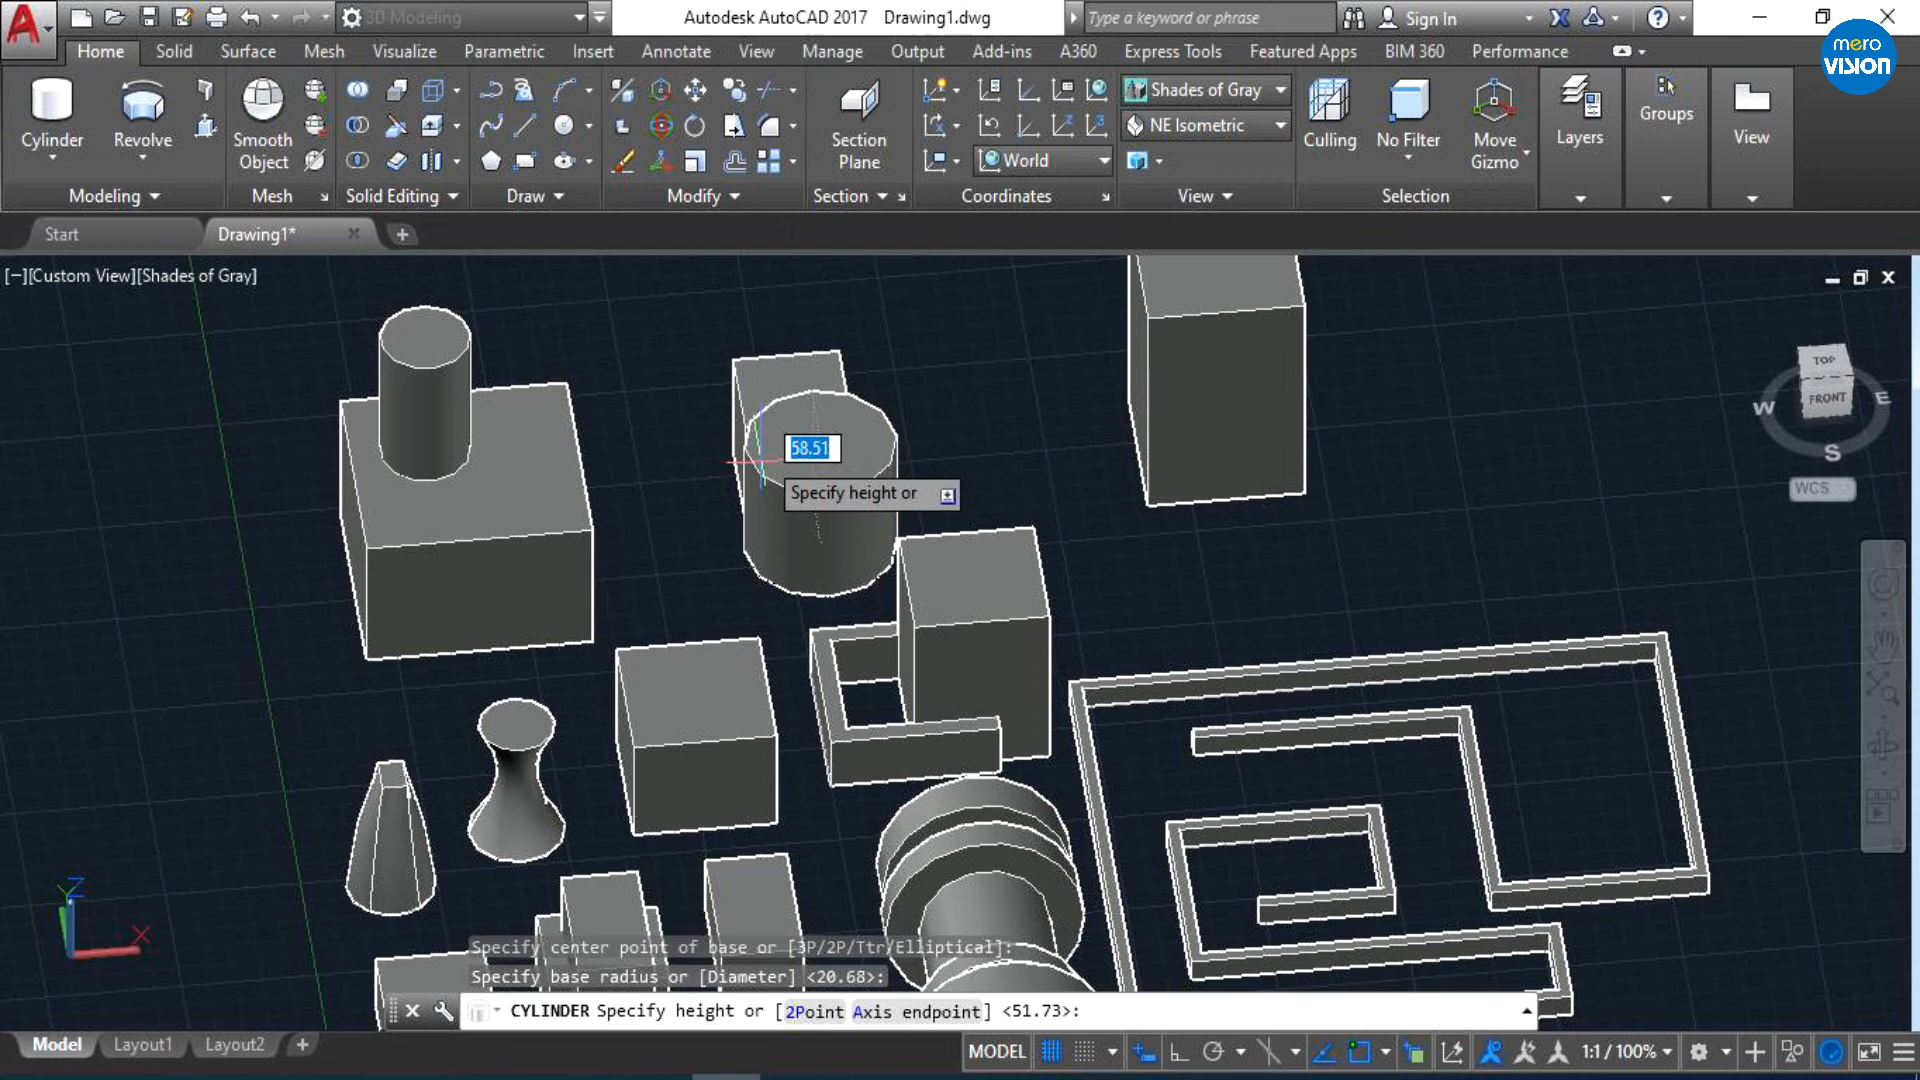 3D Modeling
Autodesk AutoCAD 2017 Drawing1.dwg
Type a keyword or phrase
Sign In
mero
VISION
Home Solid Surface Mesh Visualize Parametric Insert Annotate View Manage Output Add-ins A360 Express Tools Featured Apps BIM 360 Performance
Cylinder
Revolve
Smooth
Object
Section
Plane
World
Shades of Gray
NE Isometric
Culling
No Filter
Move
Gizmo
Layers
Groups
View
Modeling
Mesh
Solid Editing
Draw
Modify
Section
Coordinates
View
Selection
Start
Drawing1*
[−][Custom View][Shades of Gray]
TOP
FRONT
W
E
S
WCS
58.51
Specify height or
Z
Y
X
Specify center point of base or [3P/2P/Ttr/Elliptical]:
Specify base radius or [Diameter] <20.68>:
CYLINDER Specify height or [2Point Axis endpoint] <51.73>:
Model Layout1 Layout2
MODEL
1:1 / 100%